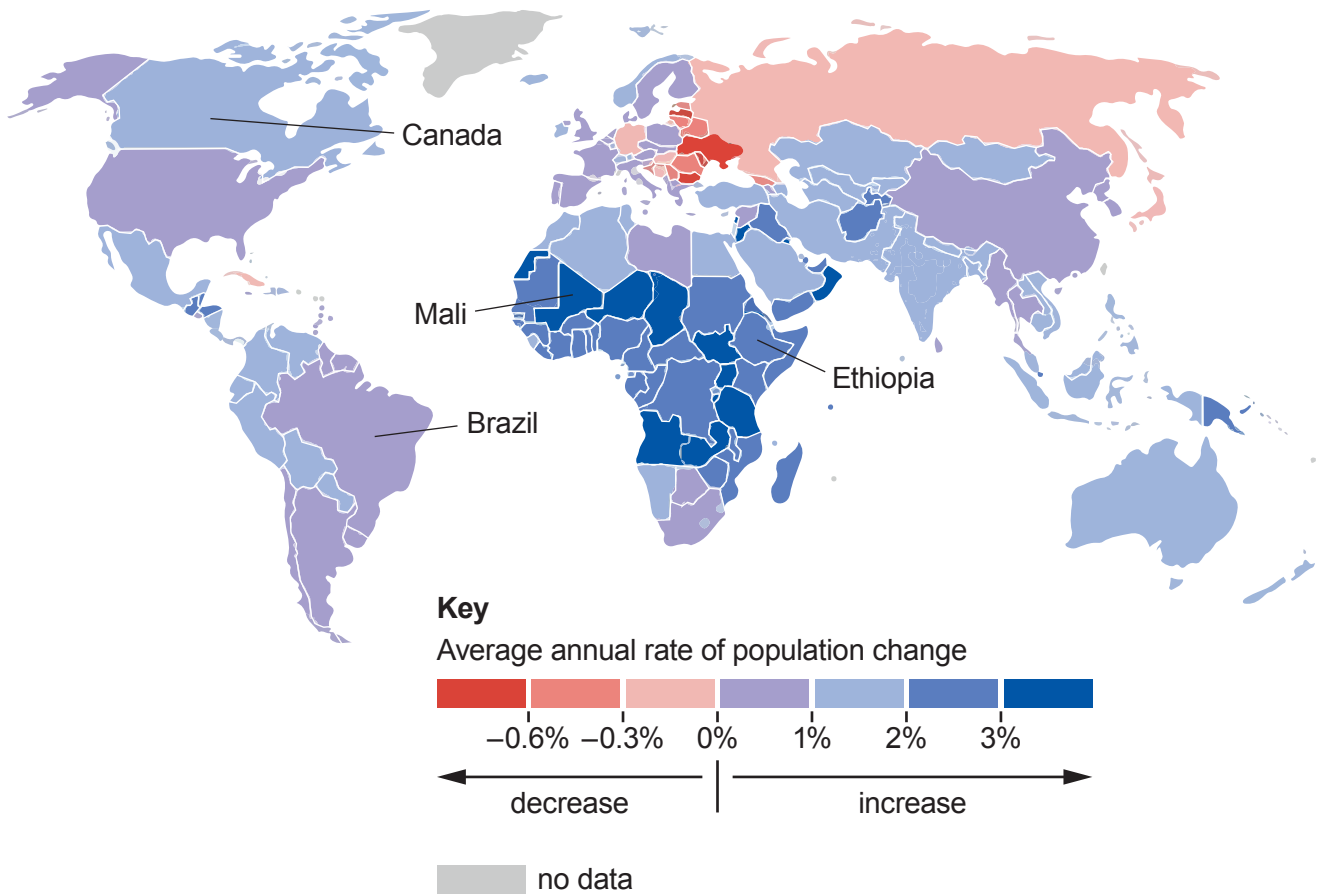 Canada
Mali
Ethiopia
Brazil
Key
Average annual rate of population change
–0.6% –0.3% 0% 1% 2% 3%
decrease increase
no data